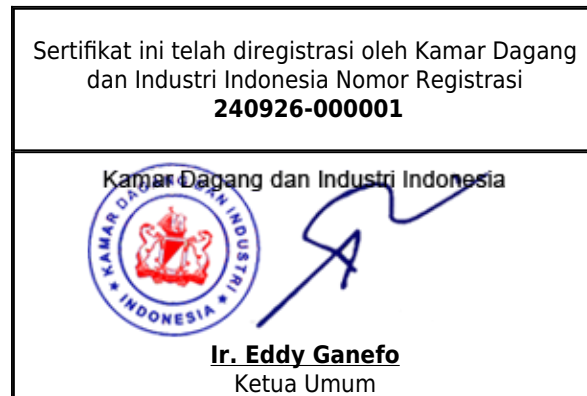 Sertifikat ini telah diregistrasi oleh Kamar Dagang
dan Industri Indonesia Nomor Registrasi
240926-000001
Kamar Dagang dan Industri Indonesia
KAMAR DAGANG DAN INDUSTRI
* INDONESIA *
Ir. Eddy Ganefo
Ketua Umum